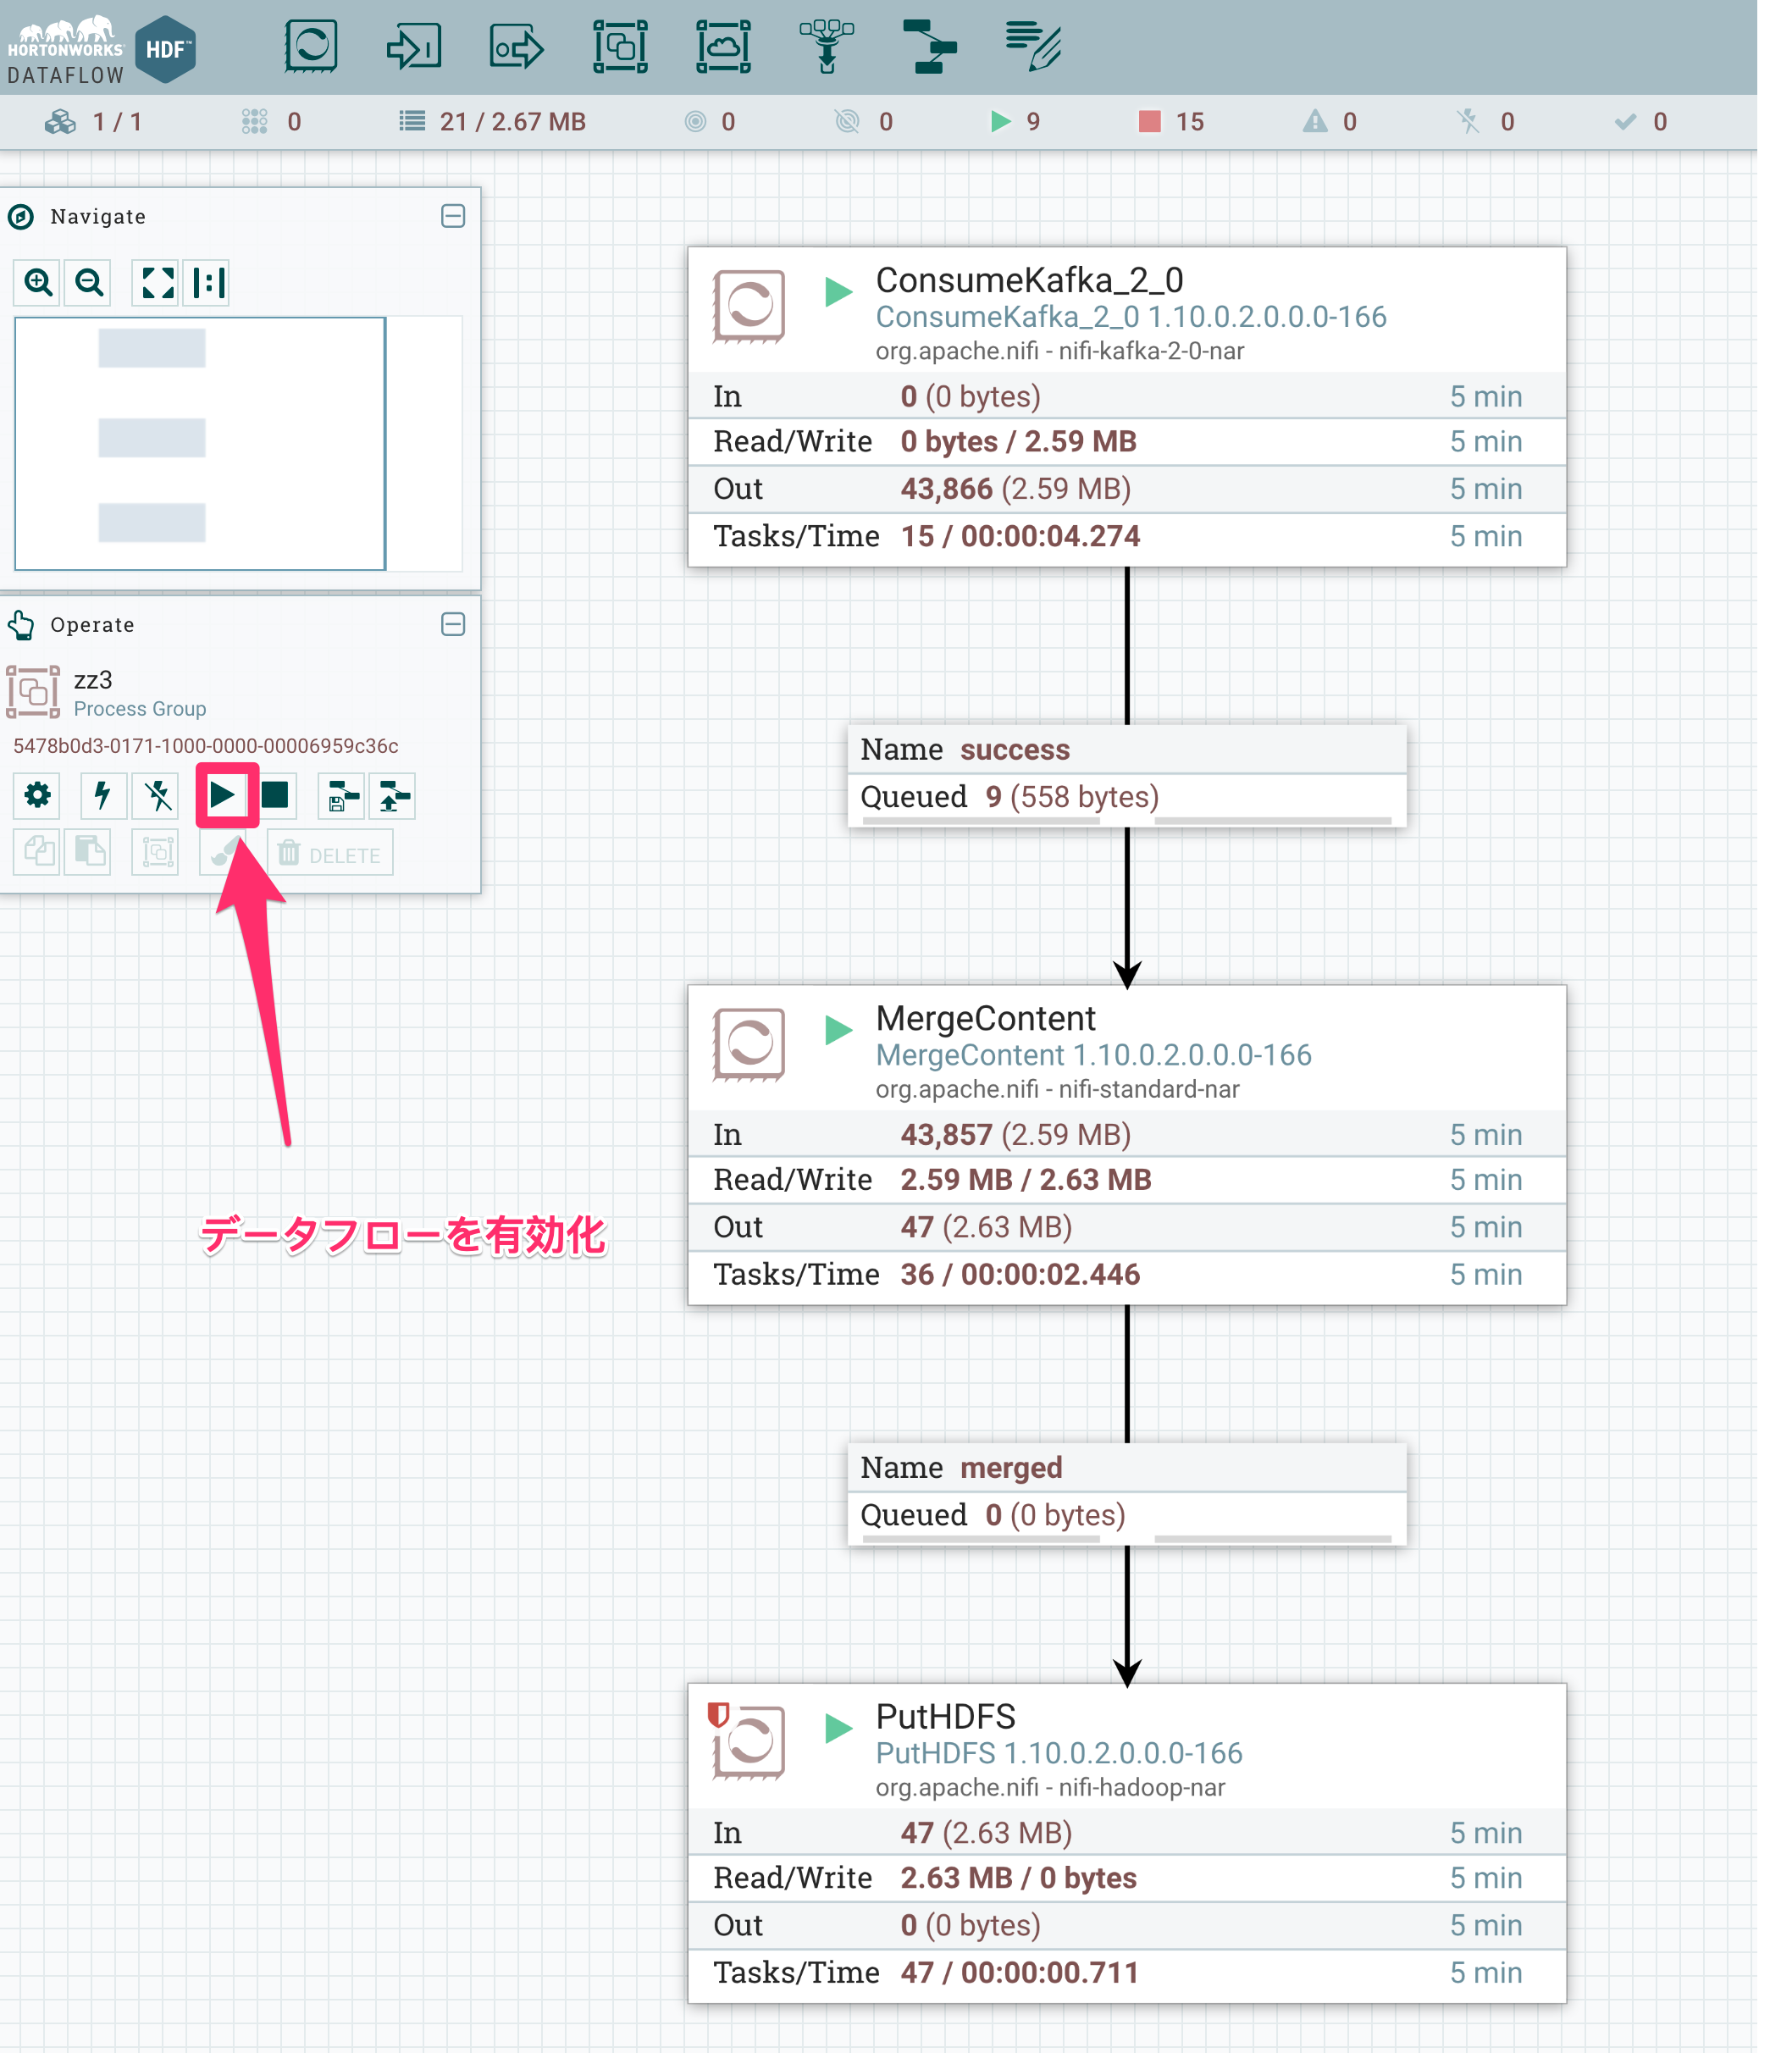 HORTONWORKS
DATAFLOW
HDF™
1 / 1
0
21 / 2.67 MB
0
0
9
15
0
0
0
Navigate
Operate
zz3
Process Group
5478b0d3-0171-1000-0000-00006959c36c
DELETE
データフローを有効化
ConsumeKafka_2_0
ConsumeKafka_2_0 1.10.0.2.0.0.0-166
org.apache.nifi - nifi-kafka-2-0-nar
In 0 (0 bytes) 5 min
Read/Write 0 bytes / 2.59 MB 5 min
Out 43,866 (2.59 MB) 5 min
Tasks/Time 15 / 00:00:04.274 5 min
Name success
Queued 9 (558 bytes)
MergeContent
MergeContent 1.10.0.2.0.0.0-166
org.apache.nifi - nifi-standard-nar
In 43,857 (2.59 MB) 5 min
Read/Write 2.59 MB / 2.63 MB 5 min
Out 47 (2.63 MB) 5 min
Tasks/Time 36 / 00:00:02.446 5 min
Name merged
Queued 0 (0 bytes)
PutHDFS
PutHDFS 1.10.0.2.0.0.0-166
org.apache.nifi - nifi-hadoop-nar
In 47 (2.63 MB) 5 min
Read/Write 2.63 MB / 0 bytes 5 min
Out 0 (0 bytes) 5 min
Tasks/Time 47 / 00:00:00.711 5 min